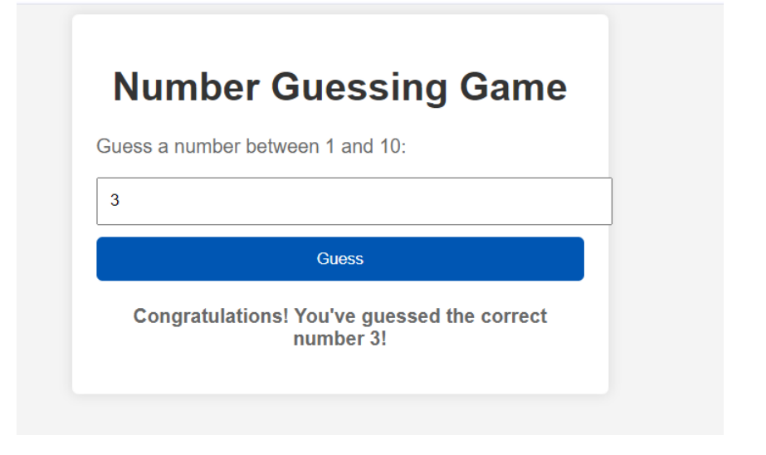 Number Guessing Game
Guess a number between 1 and 10:
3
Guess
Congratulations! You've guessed the correct
number 3!